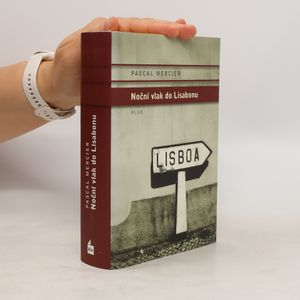 PASCAL MERCIER
Noční vlak do Lisabonu
PLUS
LISBOA
PASCAL MERCIER
Noční vlak do Lisabonu